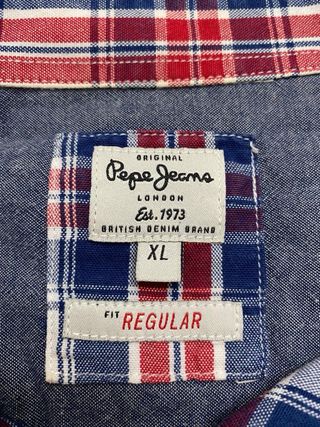 ORIGINAL
Pepe Jeans
LONDON
Est. 1973
BRITISH DENIM BRAND
XL
FIT REGULAR